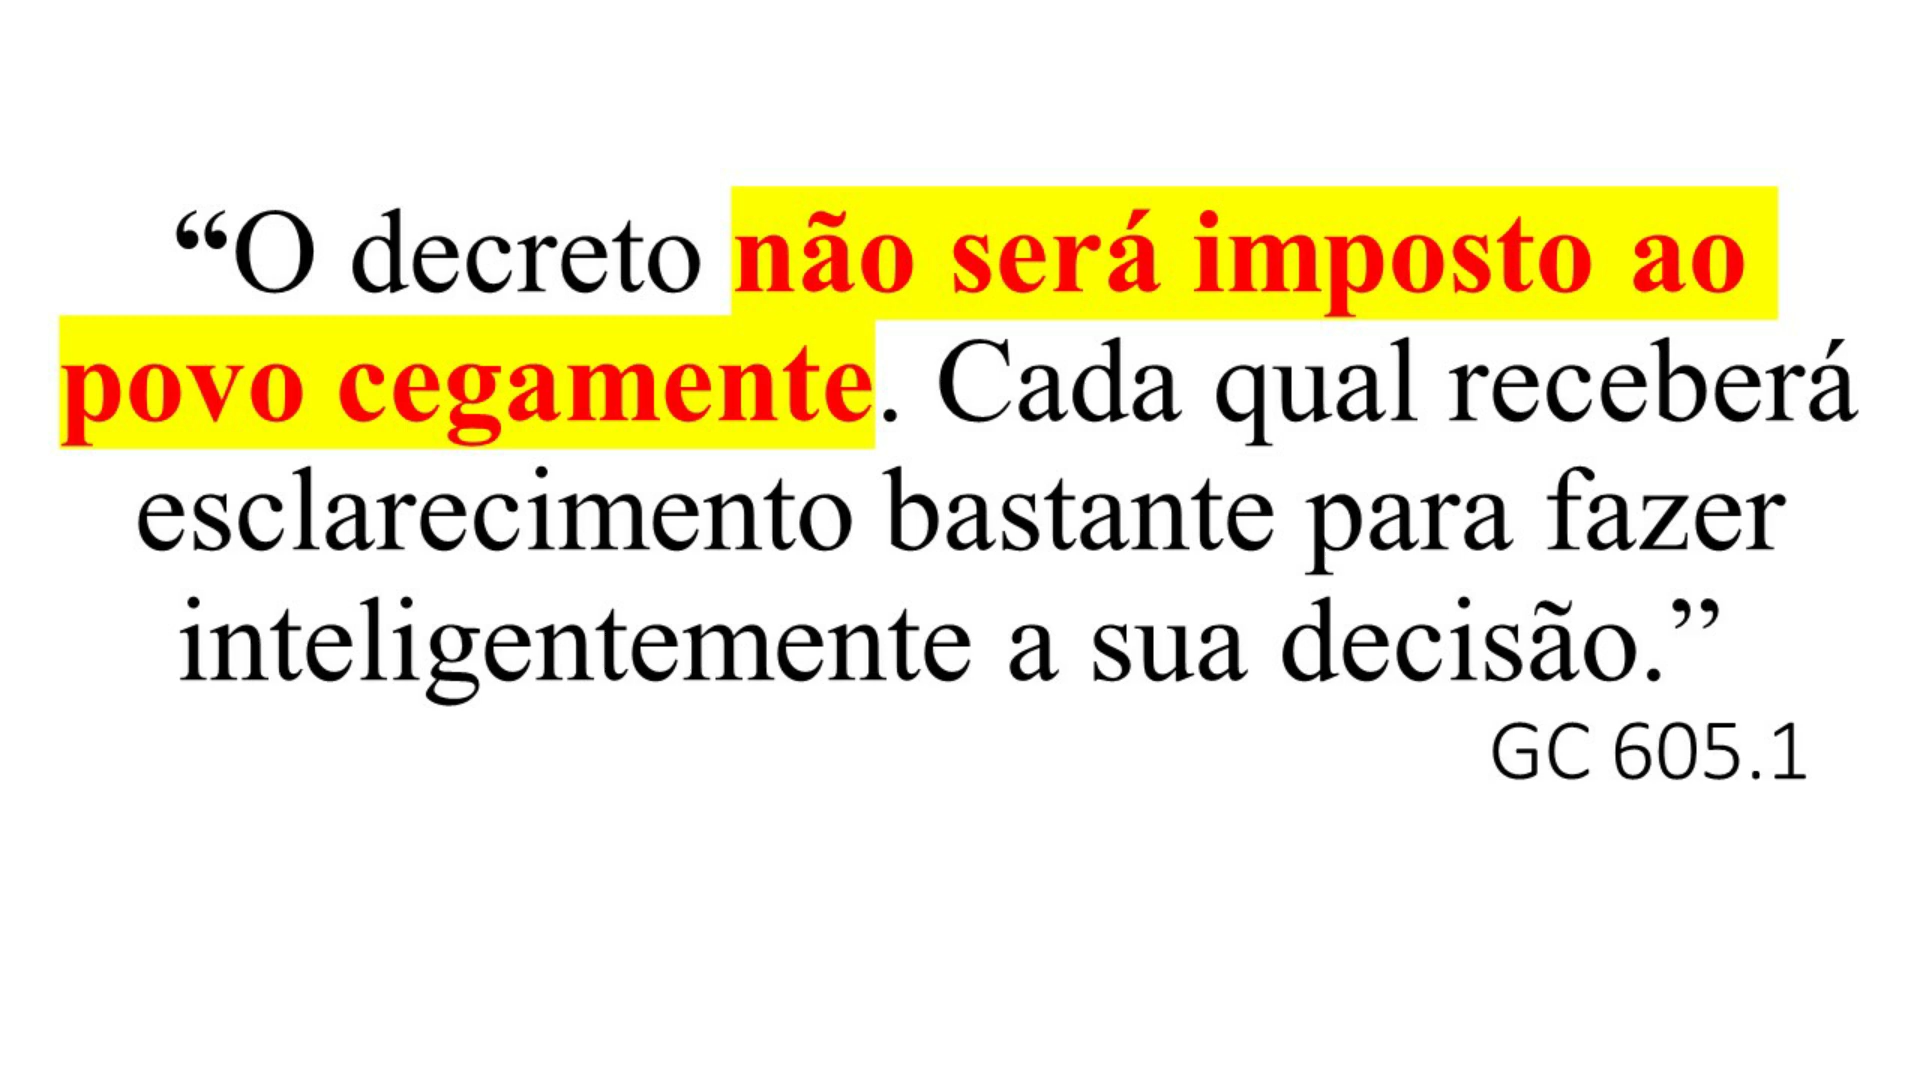 “O decreto não será imposto ao
povo cegamente. Cada qual receberá
esclarecimento bastante para fazer
inteligentemente a sua decisão.”
GC 605.1